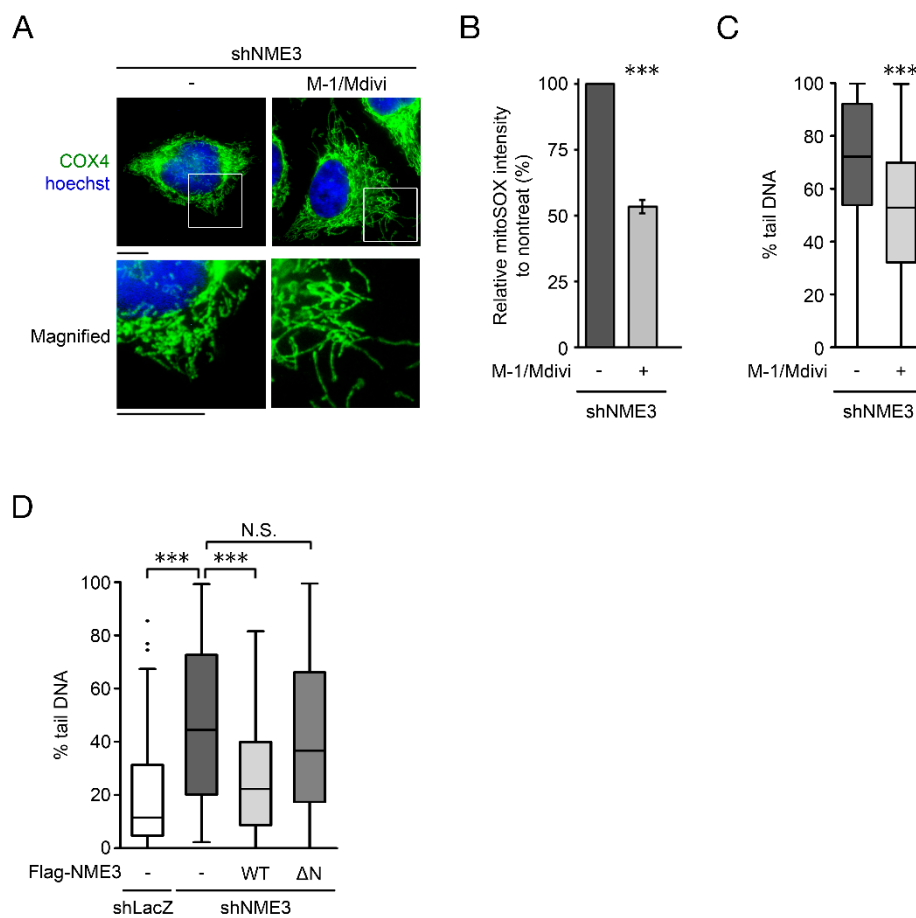 A
shNME3
-
M-1/Mdivi
COX4
hoechst
Magnified
B
***
100
75
50
25
0
Relative mitoSOX intensity
to nontreat (%)
M-1/Mdivi
-
+
shNME3
C
***
100
80
60
40
20
0
% tail DNA
M-1/Mdivi
-
+
shNME3
D
N.S.
***
***
100
80
60
40
20
0
% tail DNA
Flag-NME3
-
-
WT
ΔN
shLacZ
shNME3